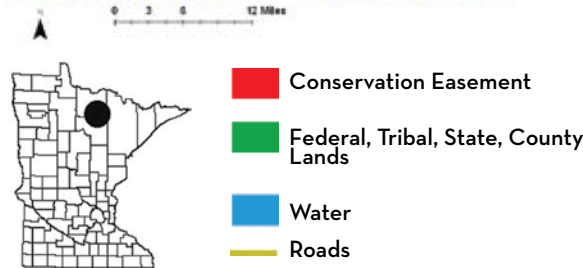 0 3 6 12 Miles
Conservation Easement
Federal, Tribal, State, County
Lands
Water
Roads